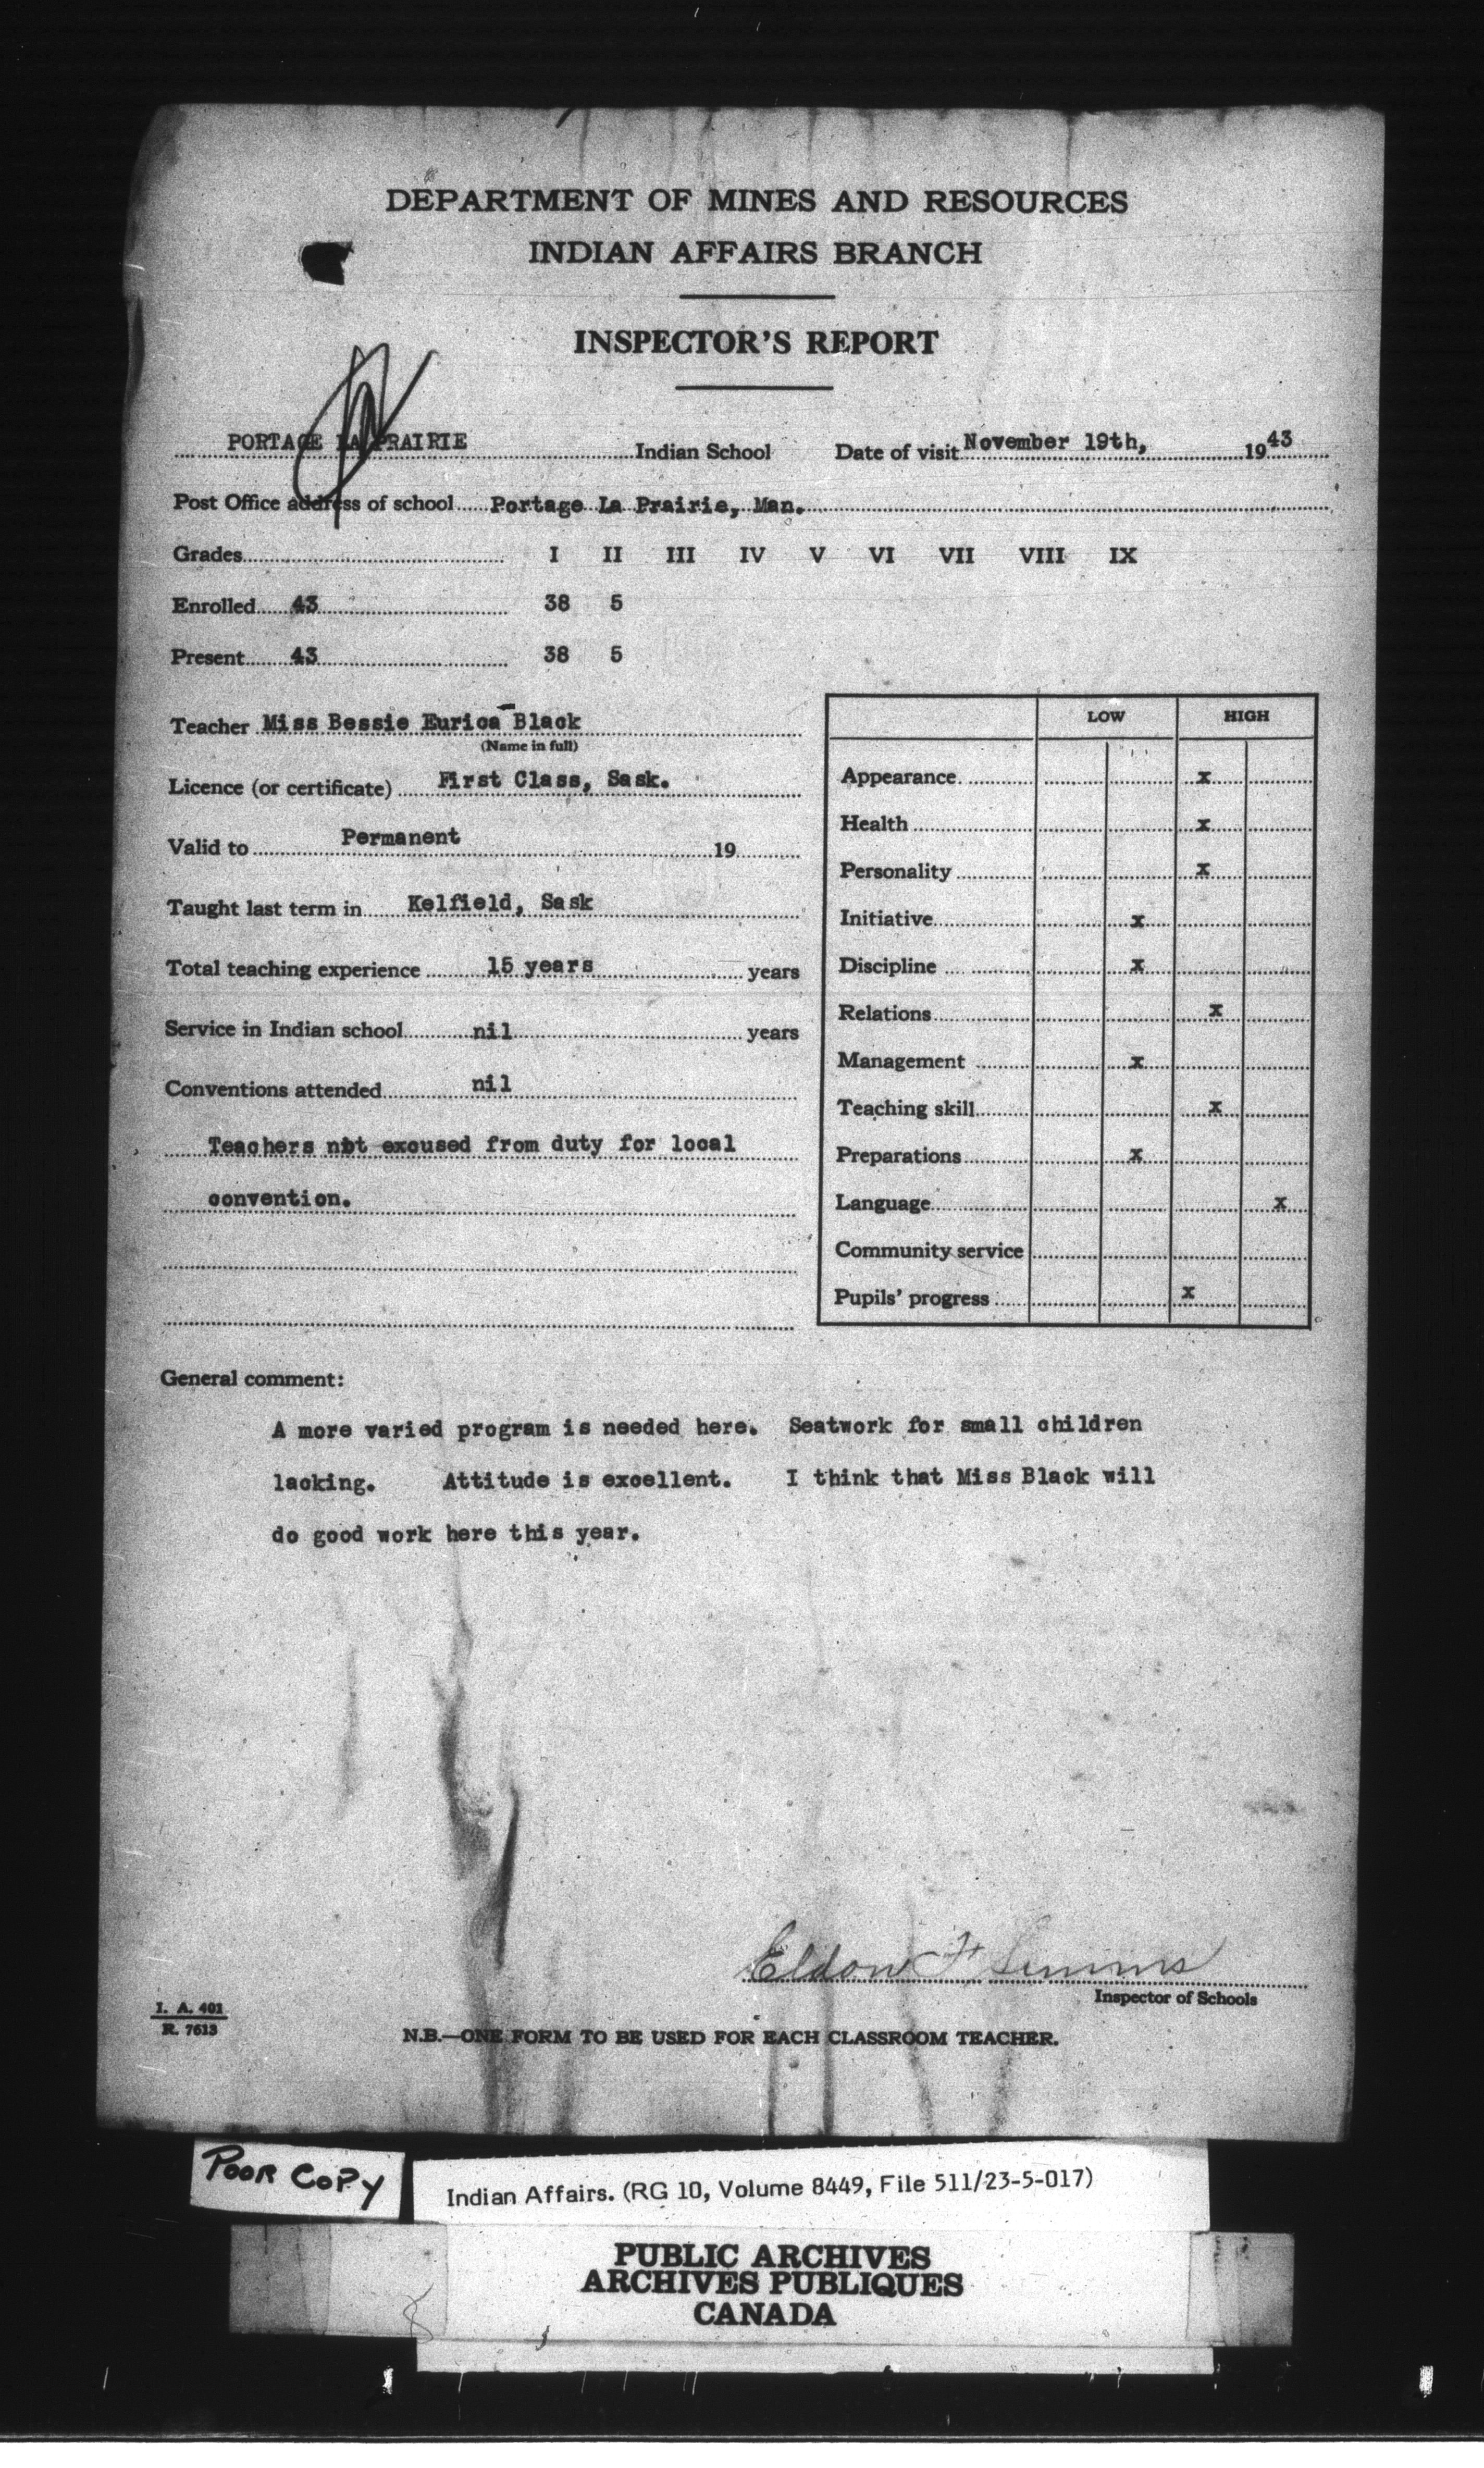 DEPARTMENT OF MINES AND RESOURCES
INDIAN AFFAIRS BRANCH
INSPECTOR'S REPORT
PORTAGE LA PRAIRIE Indian School Date of visit November 19th, 1943
Post Office address of school Portage La Prairie, Man.
Grades I II III IV V VI VII VIII IX
Enrolled 43 38 5
Present 43 38 5
Teacher Miss Bessie Eurica Black
(Name in full)
Licence (or certificate) First Class, Sask.
Valid to Permanent 19
Taught last term in Kelfield, Sask
Total teaching experience 15 years years
Service in Indian school nil years
Conventions attended nil
Teachers not excused from duty for local
convention.
LOW HIGH
Appearance x
Health x
Personality x
Initiative x
Discipline x
Relations x
Management x
Teaching skill x
Preparations x
Language x
Community service
Pupils' progress x
General comment:
A more varied program is needed here. Seatwork for small children
lacking. Attitude is excellent. I think that Miss Black will
do good work here this year.
Eldon F Simms
Inspector of Schools
I. A. 401
R. 7613
N.B.—ONE FORM TO BE USED FOR EACH CLASSROOM TEACHER.
POOR COPY
Indian Affairs. (RG 10, Volume 8449, File 511/23-5-017)
PUBLIC ARCHIVES
ARCHIVES PUBLIQUES
CANADA